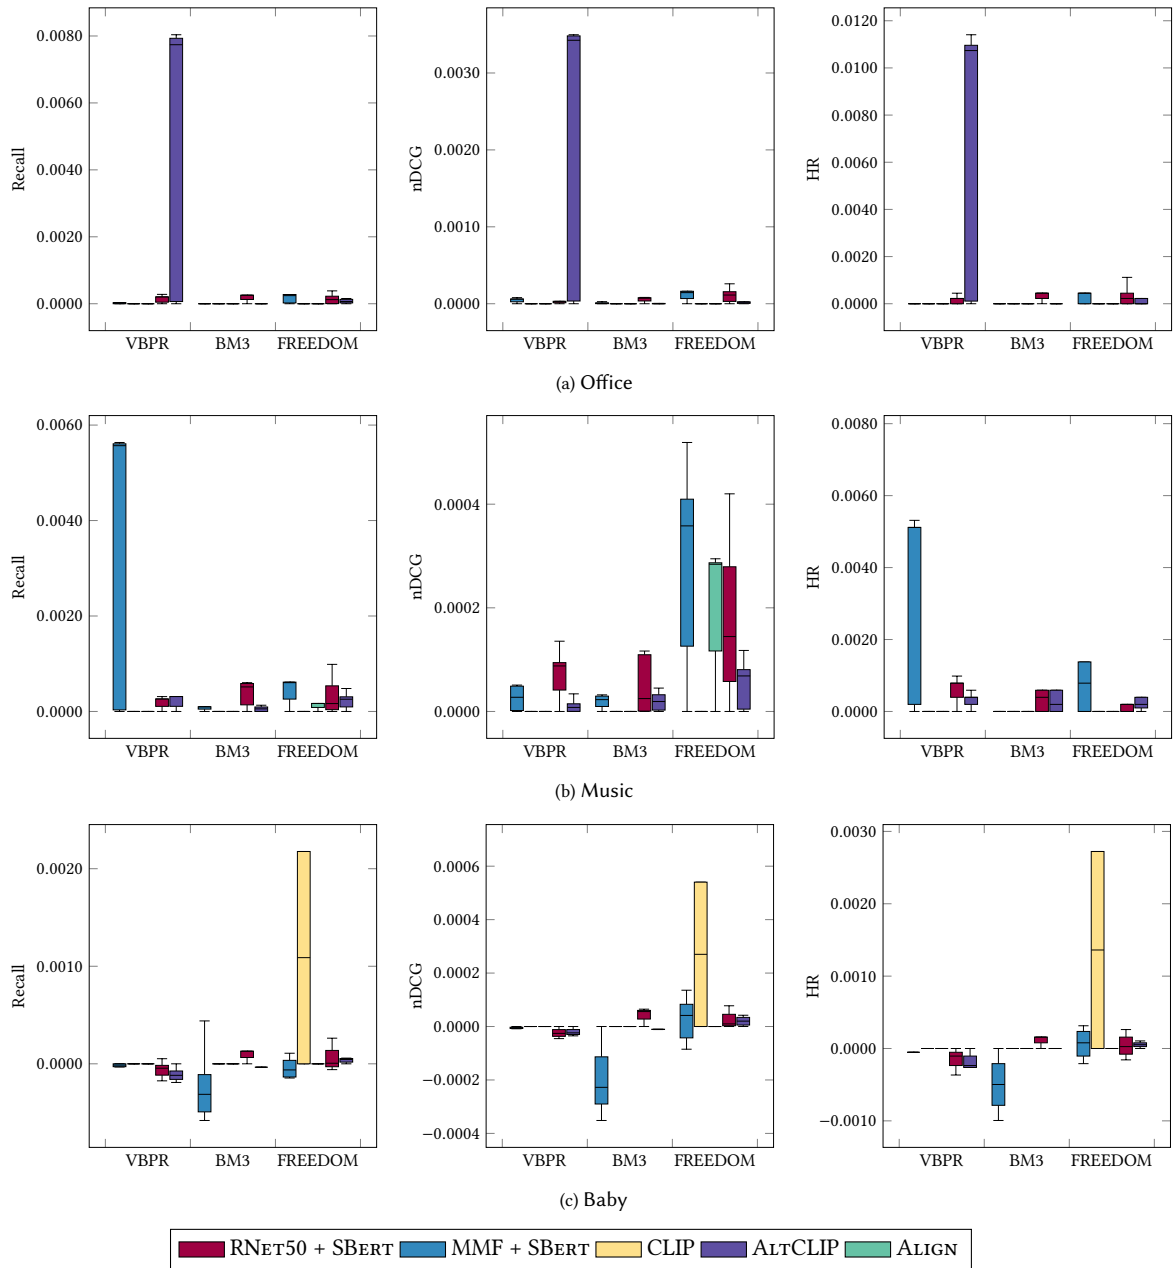 0.0080
0.0060
0.0040
0.0020
0.0000
Recall
VBPR BM3 FREEDOM
0.0030
0.0010
0.0000
nDCG
VBPR BM3 FREEDOM
0.0120
0.0100
0.0080
0.0060
0.0040
0.0020
0.0000
HR
VBPR BM3 FREEDOM
(a) Office
0.0060
0.0040
0.0020
0.0000
Recall
VBPR BM3 FREEDOM
0.0004
0.0002
0.0000
nDCG
VBPR BM3 FREEDOM
0.0080
0.0060
0.0040
0.0020
0.0000
HR
VBPR BM3 FREEDOM
(b) Music
0.0020
0.0010
0.0000
Recall
VBPR BM3 FREEDOM
0.0006
0.0004
0.0002
0.0000
−0.0002
−0.0004
nDCG
VBPR BM3 FREEDOM
0.0030
0.0020
0.0010
0.0000
−0.0010
HR
VBPR BM3 FREEDOM
(c) Baby
RNET50 + SBERT MMF + SBERT CLIP ALTCLIP ALIGN